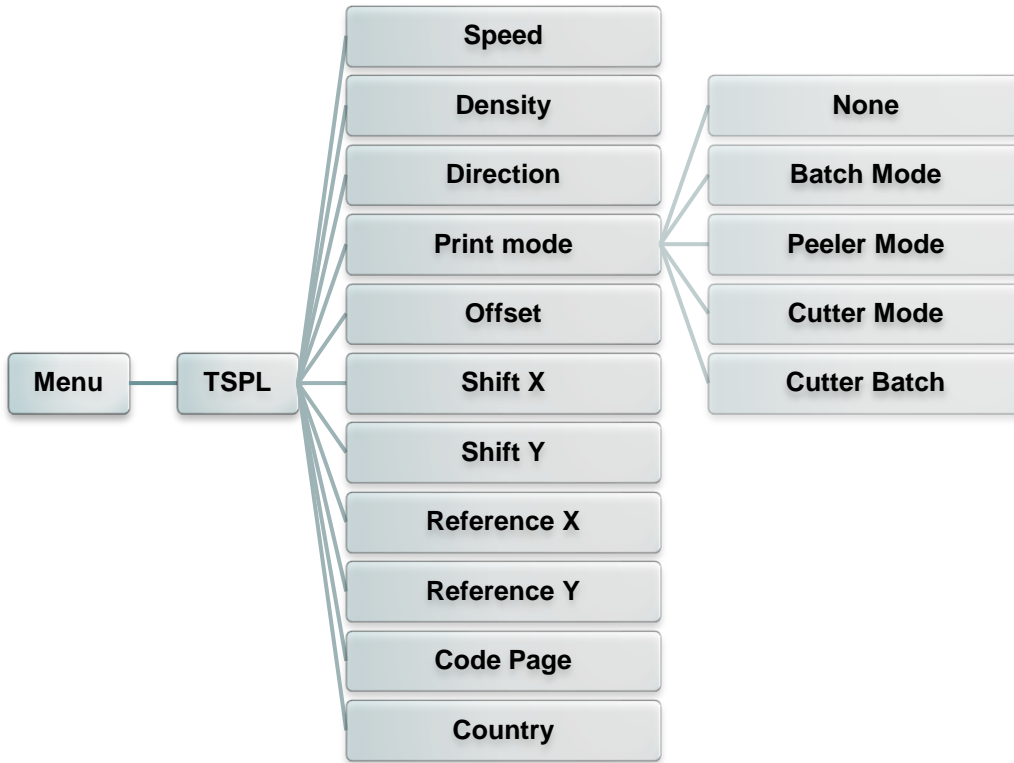 Menu
TSPL
Speed
Density
Direction
Print mode
Offset
Shift X
Shift Y
Reference X
Reference Y
Code Page
Country
None
Batch Mode
Peeler Mode
Cutter Mode
Cutter Batch